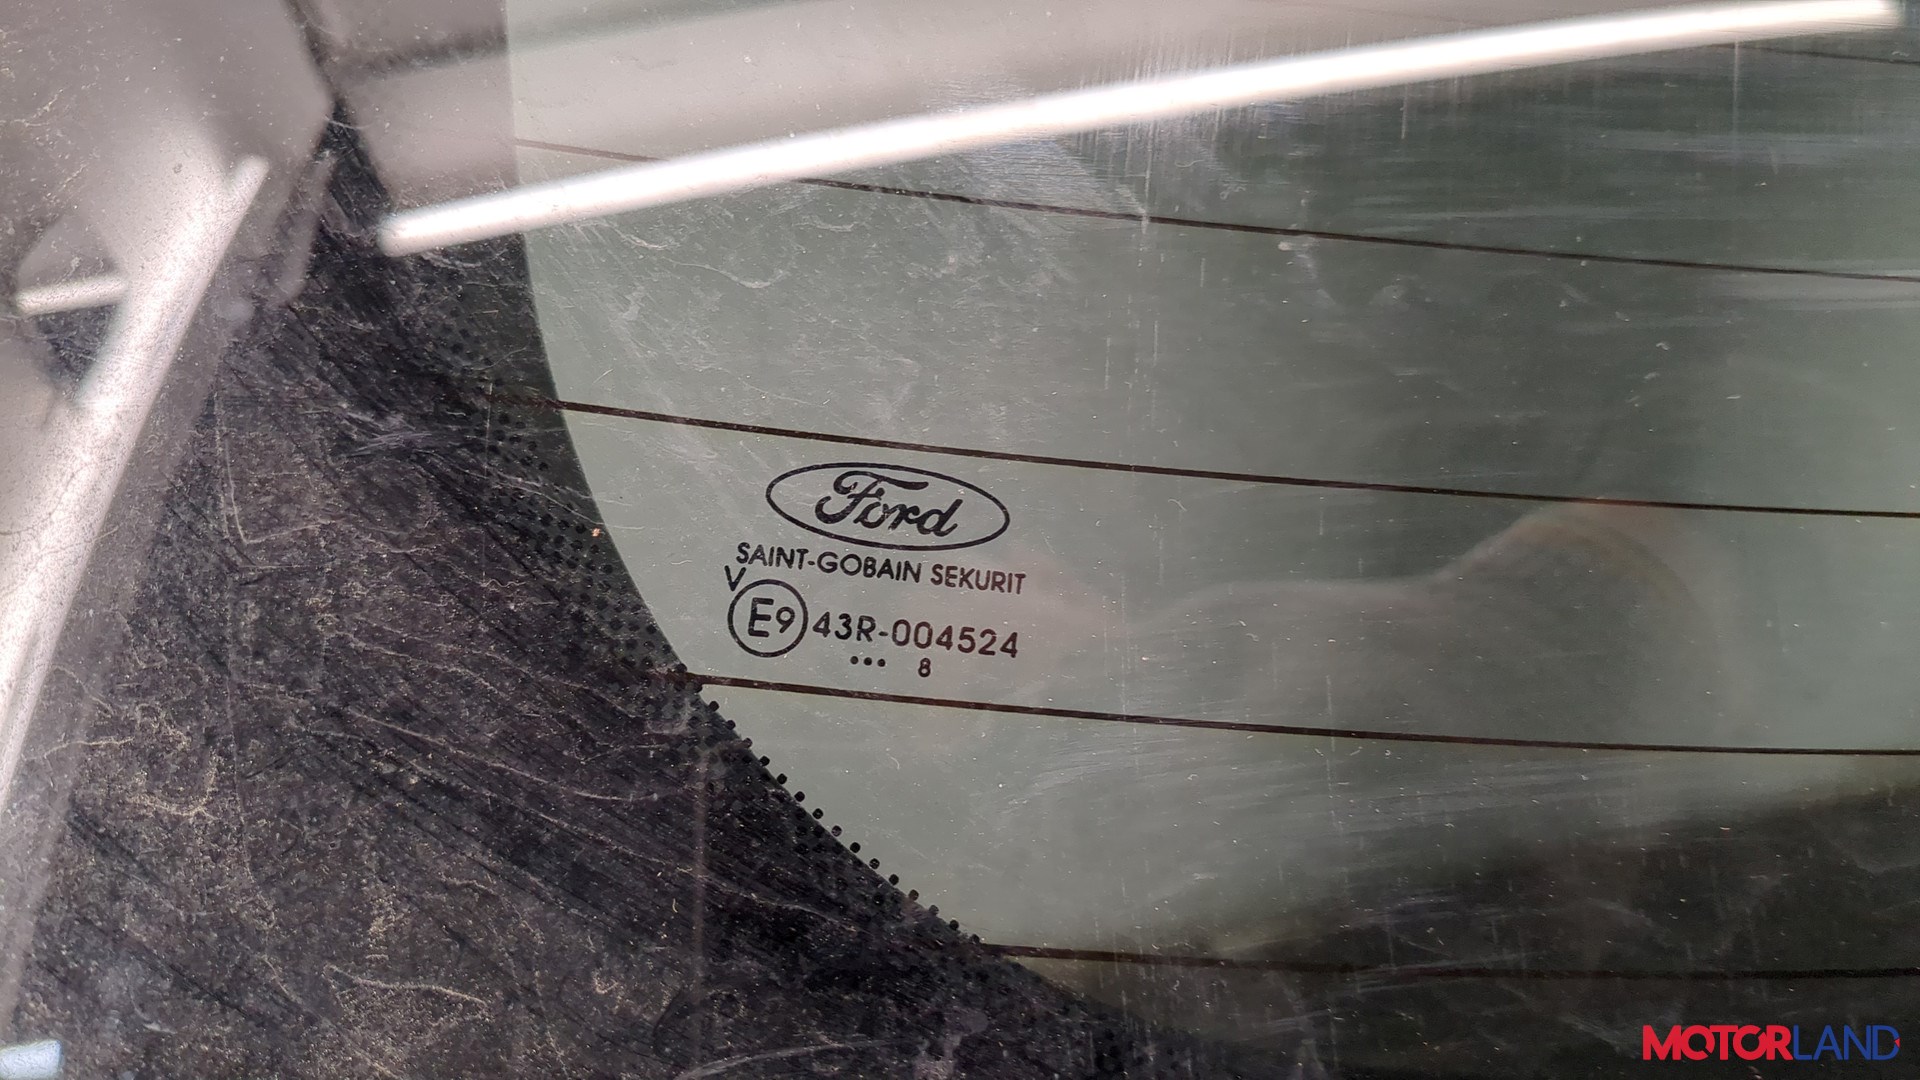 Ford
SAINT-GOBAIN SEKURIT
V
E9 43R-004524
... 8
MOTORLAND